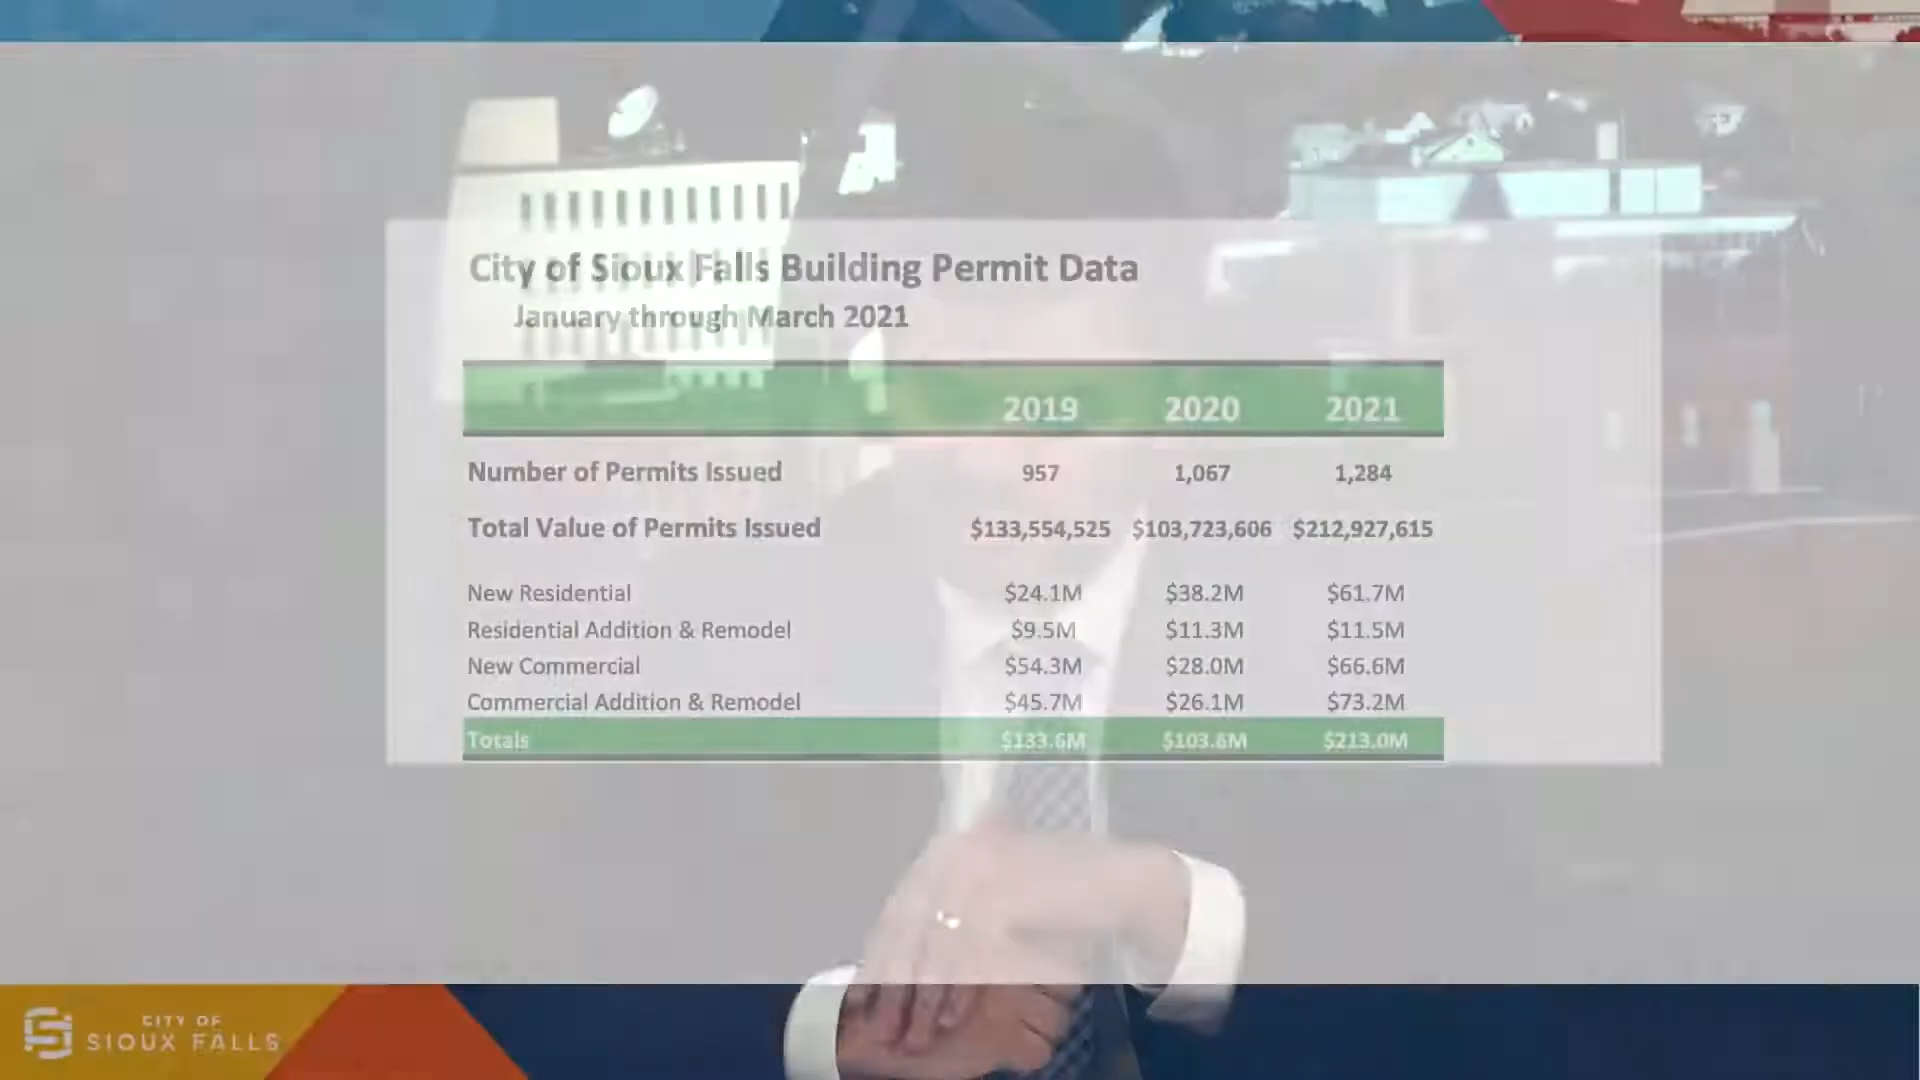 City of Sioux Falls Building Permit Data
January through March 2021
2019 2020 2021
Number of Permits Issued 957 1,067 1,284
Total Value of Permits Issued $133,554,525 $103,723,606 $212,927,615
New Residential $24.1M $38.2M $61.7M
Residential Addition & Remodel $9.5M $11.3M $11.5M
New Commercial $54.3M $28.0M $66.6M
Commercial Addition & Remodel $45.7M $26.1M $73.2M
Totals $133.6M $103.6M $213.0M
CITY OF
SIOUX FALLS